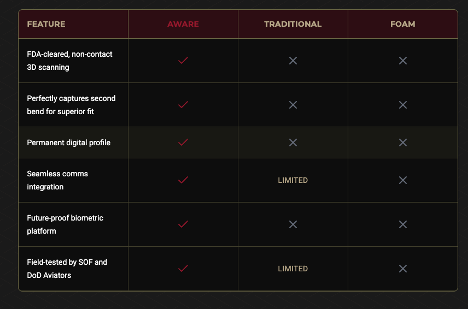 FEATURE AWARE TRADITIONAL FOAM
FDA-cleared, non-contact
3D scanning
Perfectly captures second
bend for superior fit
Permanent digital profile
Seamless comms
integration
LIMITED
Future-proof biometric
platform
Field-tested by SOF and
DoD Aviators
LIMITED